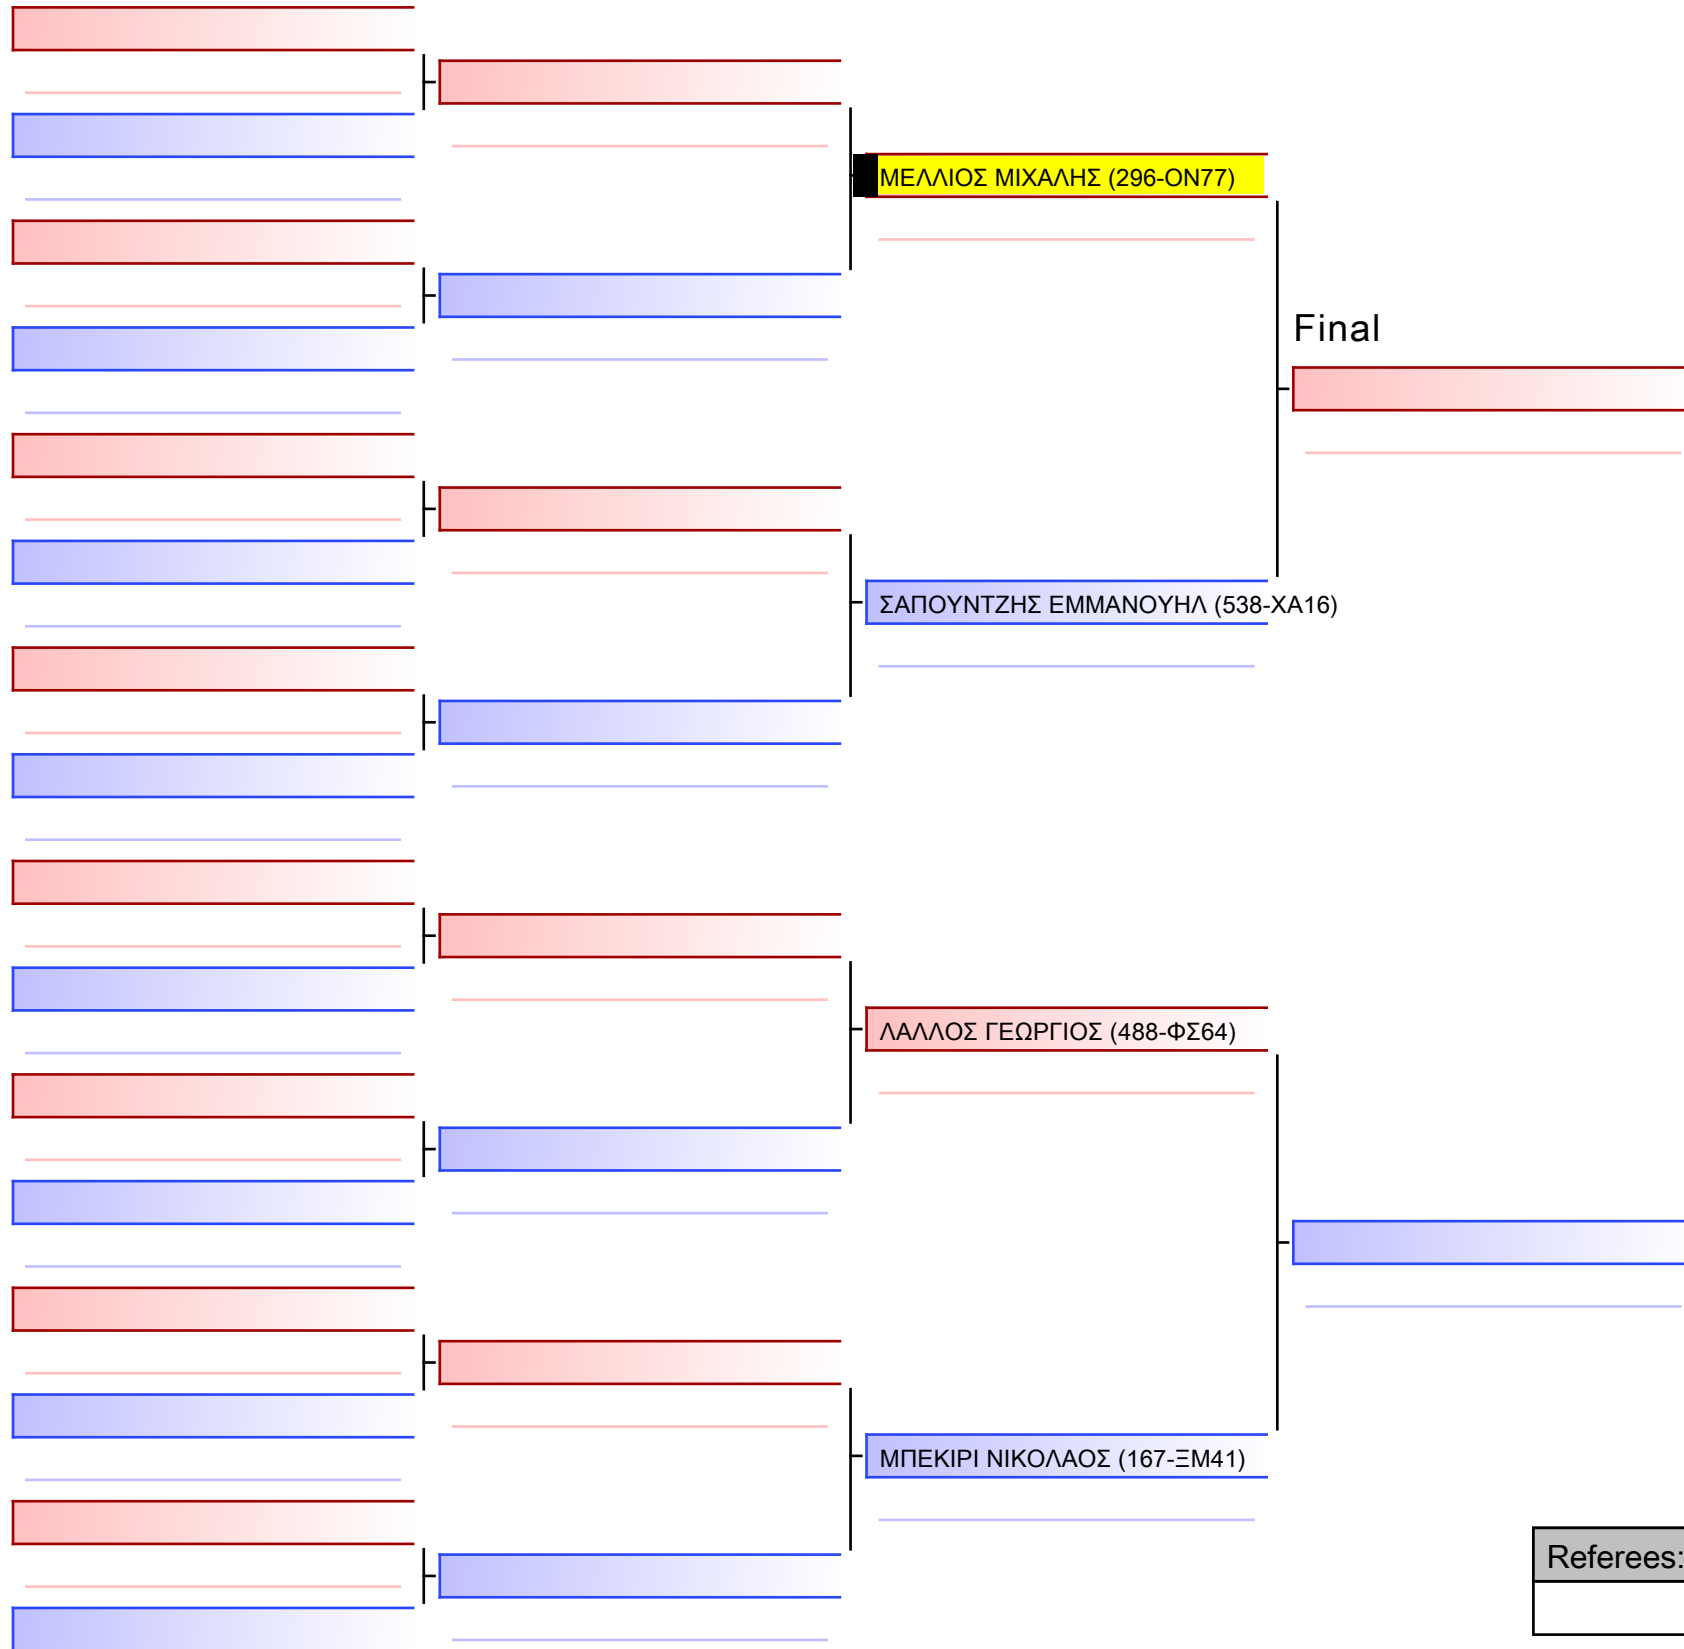 ΜΕΛΛΙΟΣ ΜΙΧΑΛΗΣ (296-ΟΝ77)
Final
ΣΑΠΟΥΝΤΖΗΣ ΕΜΜΑΝΟΥΗΛ (538-ΧΑ16)
ΛΑΛΛΟΣ ΓΕΩΡΓΙΟΣ (488-ΦΣ64)
ΜΠΕΚΙΡΙ ΝΙΚΟΛΑΟΣ (167-ΞΜ41)
Referees: